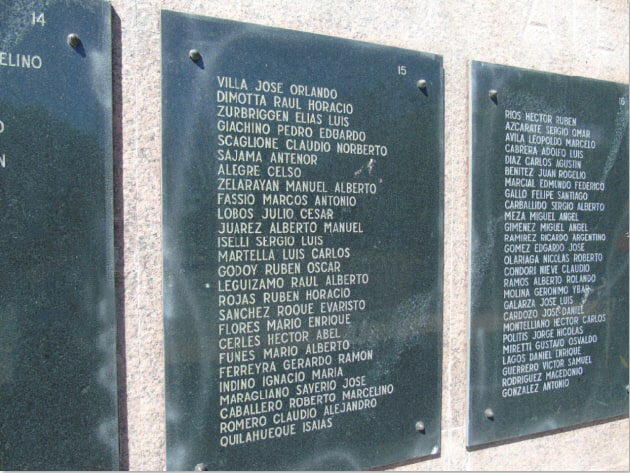 14
ELINO
15
VILLA JOSE ORLANDO
DIMOTTA RAUL HORACIO
ZURBRIGGEN ELIAS LUIS
GIACHINO PEDRO EDGARDO
SCAGLIONE CLAUDIO NORBERTO
SAJAMA ANTENOR
ALEGRE CELSO
ZELARAYAN MANUEL ALBERTO
FASSIO MARCOS ANTONIO
LOBOS JULIO CESAR
JUAREZ ALBERTO MANUEL
ISELLI SERGIO LUIS
MARTELLA LUIS CARLOS
GODOY RUBEN OSCAR
LEGUIZAMO RAUL ALBERTO
ROJAS RUBEN HORACIO
SANCHEZ ROQUE EVARISTO
FLORES MARIO ENRIQUE
CERLES HECTOR ABEL
FUNES MARIO ALBERTO
FERREYRA GERARDO RAMON
INDINO IGNACIO MARIA
MARAGLIANO SAVERIO JOSE
CABALLERO ROBERTO MARCELINO
ROMERO CLAUDIO ALEJANDRO
QUILAHUEQUE ISAIAS
16
RIOS HECTOR RUBEN
AZCARATE SERGIO OMAR
AVILA LEOPOLDO MARCELO
CABRERA ADOLFO LUIS
DIAZ CARLOS AGUSTIN
BENITEZ JUAN ROGELIO
MARCIAL EDMUNDO FEDERICO
GALLO FELIPE SANTIAGO
CARBALLIDO SERGIO ALBERTO
MEZA MIGUEL ANGEL
GIMENEZ MIGUEL ANGEL
RAMIREZ RICARDO ARGENTINO
GOMEZ EDGARDO JOSE
OLARIAGA NICOLAS ROBERTO
CONDORI NIEVE CLAUDIO
RAMOS ALBERTO ROLANDO
MOLINA GERONIMO YBAR
GALARZA JOSE LUIS
CARDOZO JOSE DANIEL
MONTELLIANO HECTOR CARLOS
POLITIS JORGE NICOLAS
MIRETTI GUSTAVO OSVALDO
LAGOS DANIEL ENRIQUE
GUERRERO VICTOR SAMUEL
RODRIGUEZ MACEDONIO
GONZALEZ ANTONIO